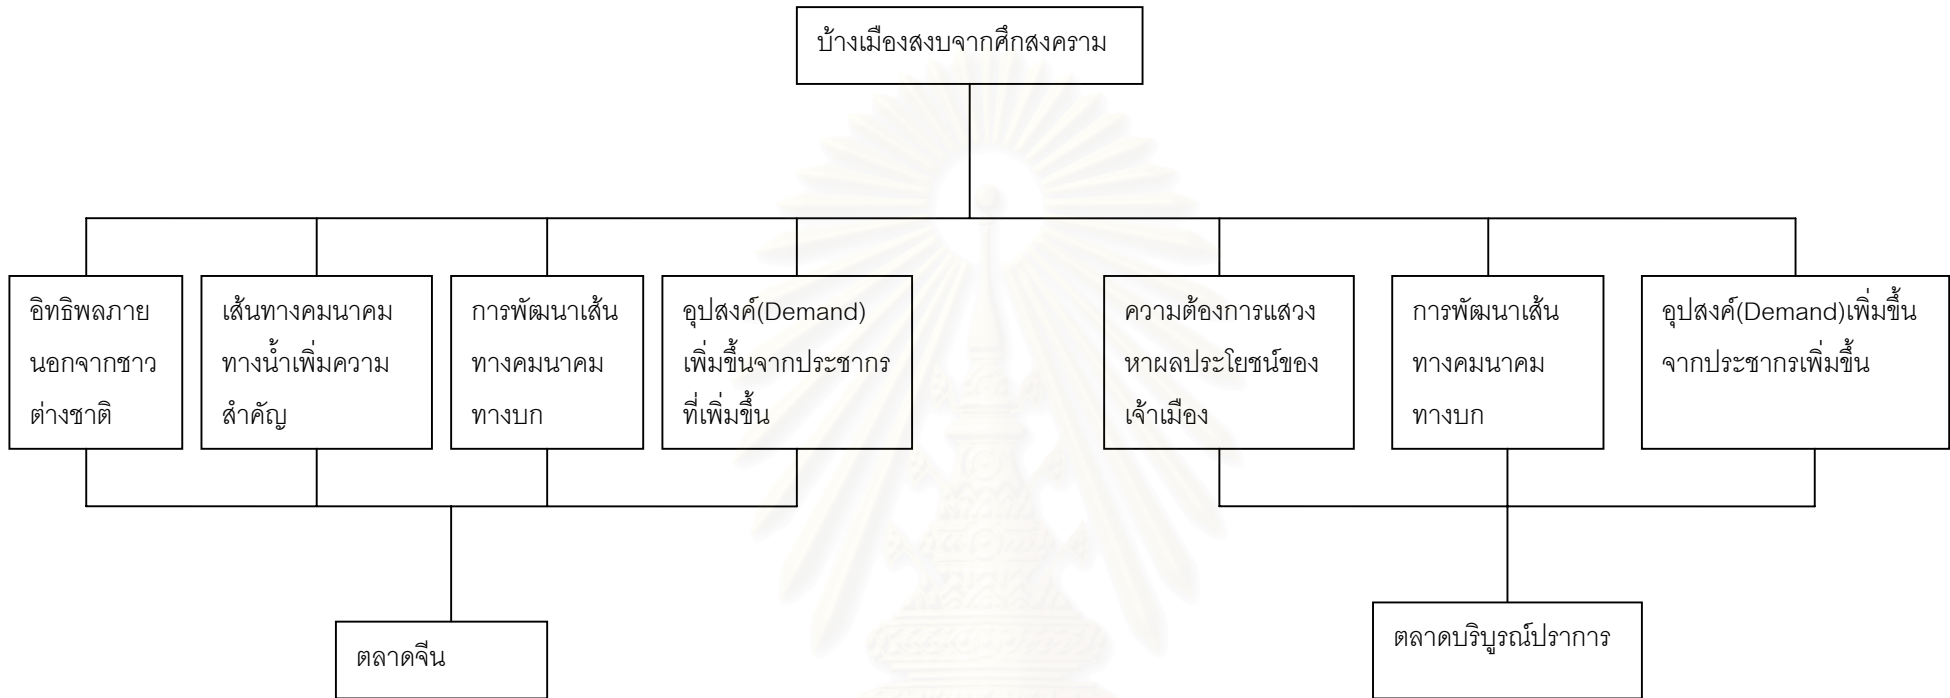 บ้างเมืองสงบจากศึกสงคราม
อิทธิพลภาย
นอกจากชาว
ต่างชาติ
เส้นทางคมนาคม
ทางน้ำเพิ่มความ
สำคัญ
การพัฒนาเส้น
ทางคมนาคม
ทางบก
อุปสงค์(Demand)
เพิ่มขึ้นจากประชากร
ที่เพิ่มขึ้น
ความต้องการแสวง
หาผลประโยชน์ของ
เจ้าเมือง
การพัฒนาเส้น
ทางคมนาคม
ทางบก
อุปสงค์(Demand)เพิ่มขึ้น
จากประชากรเพิ่มขึ้น
ตลาดจีน
ตลาดบริบูรณ์ปราการ